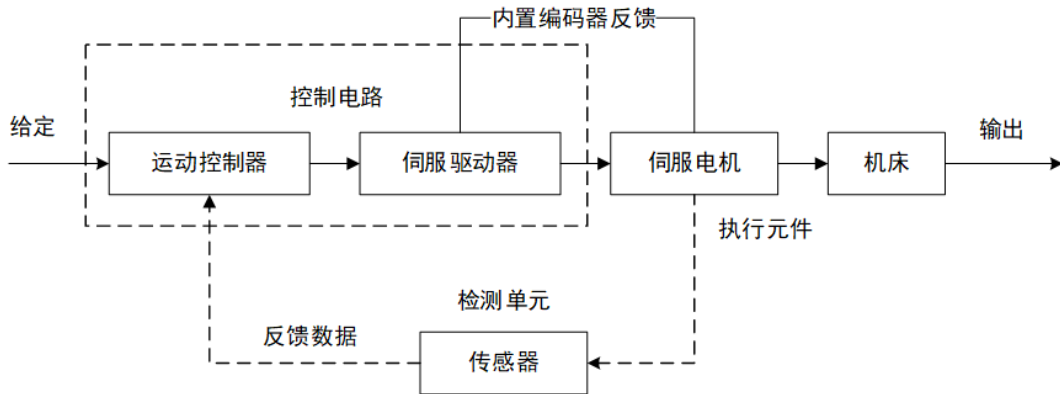 内置编码器反馈
控制电路
给定
输出
运动控制器
伺服驱动器
伺服电机
机床
执行元件
检测单元
反馈数据
传感器